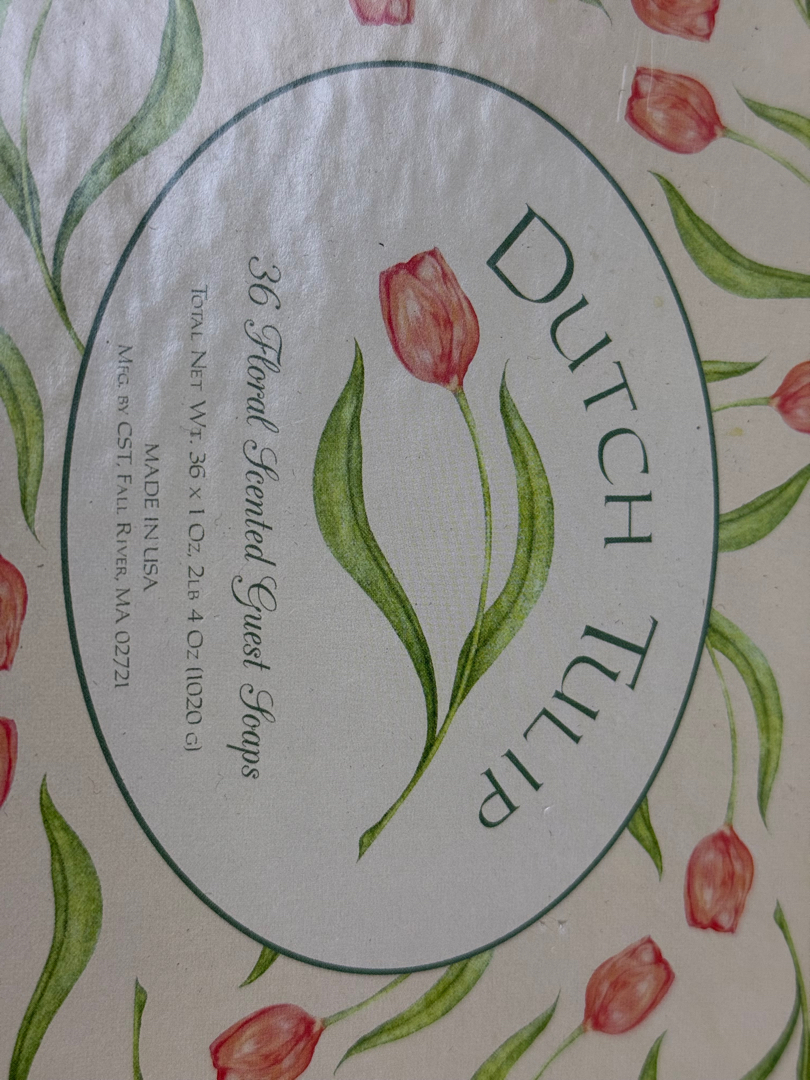 DUTCH TULIP
36 Floral Scented Guest Soaps
TOTAL NET WT. 36 x 1 OZ, 2LB 4 OZ (1020 G)
MADE IN USA
MFG. BY CST, FALL RIVER, MA 02721